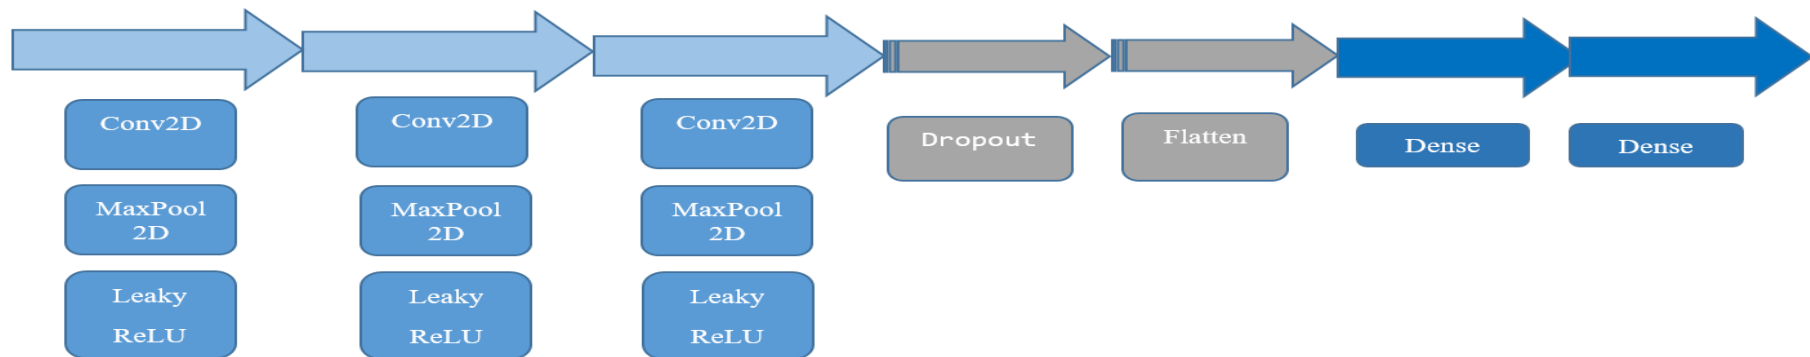 Conv2D
MaxPool
2D
Leaky
ReLU
Conv2D
MaxPool
2D
Leaky
ReLU
Conv2D
MaxPool
2D
Leaky
ReLU
Dropout
Flatten
Dense
Dense